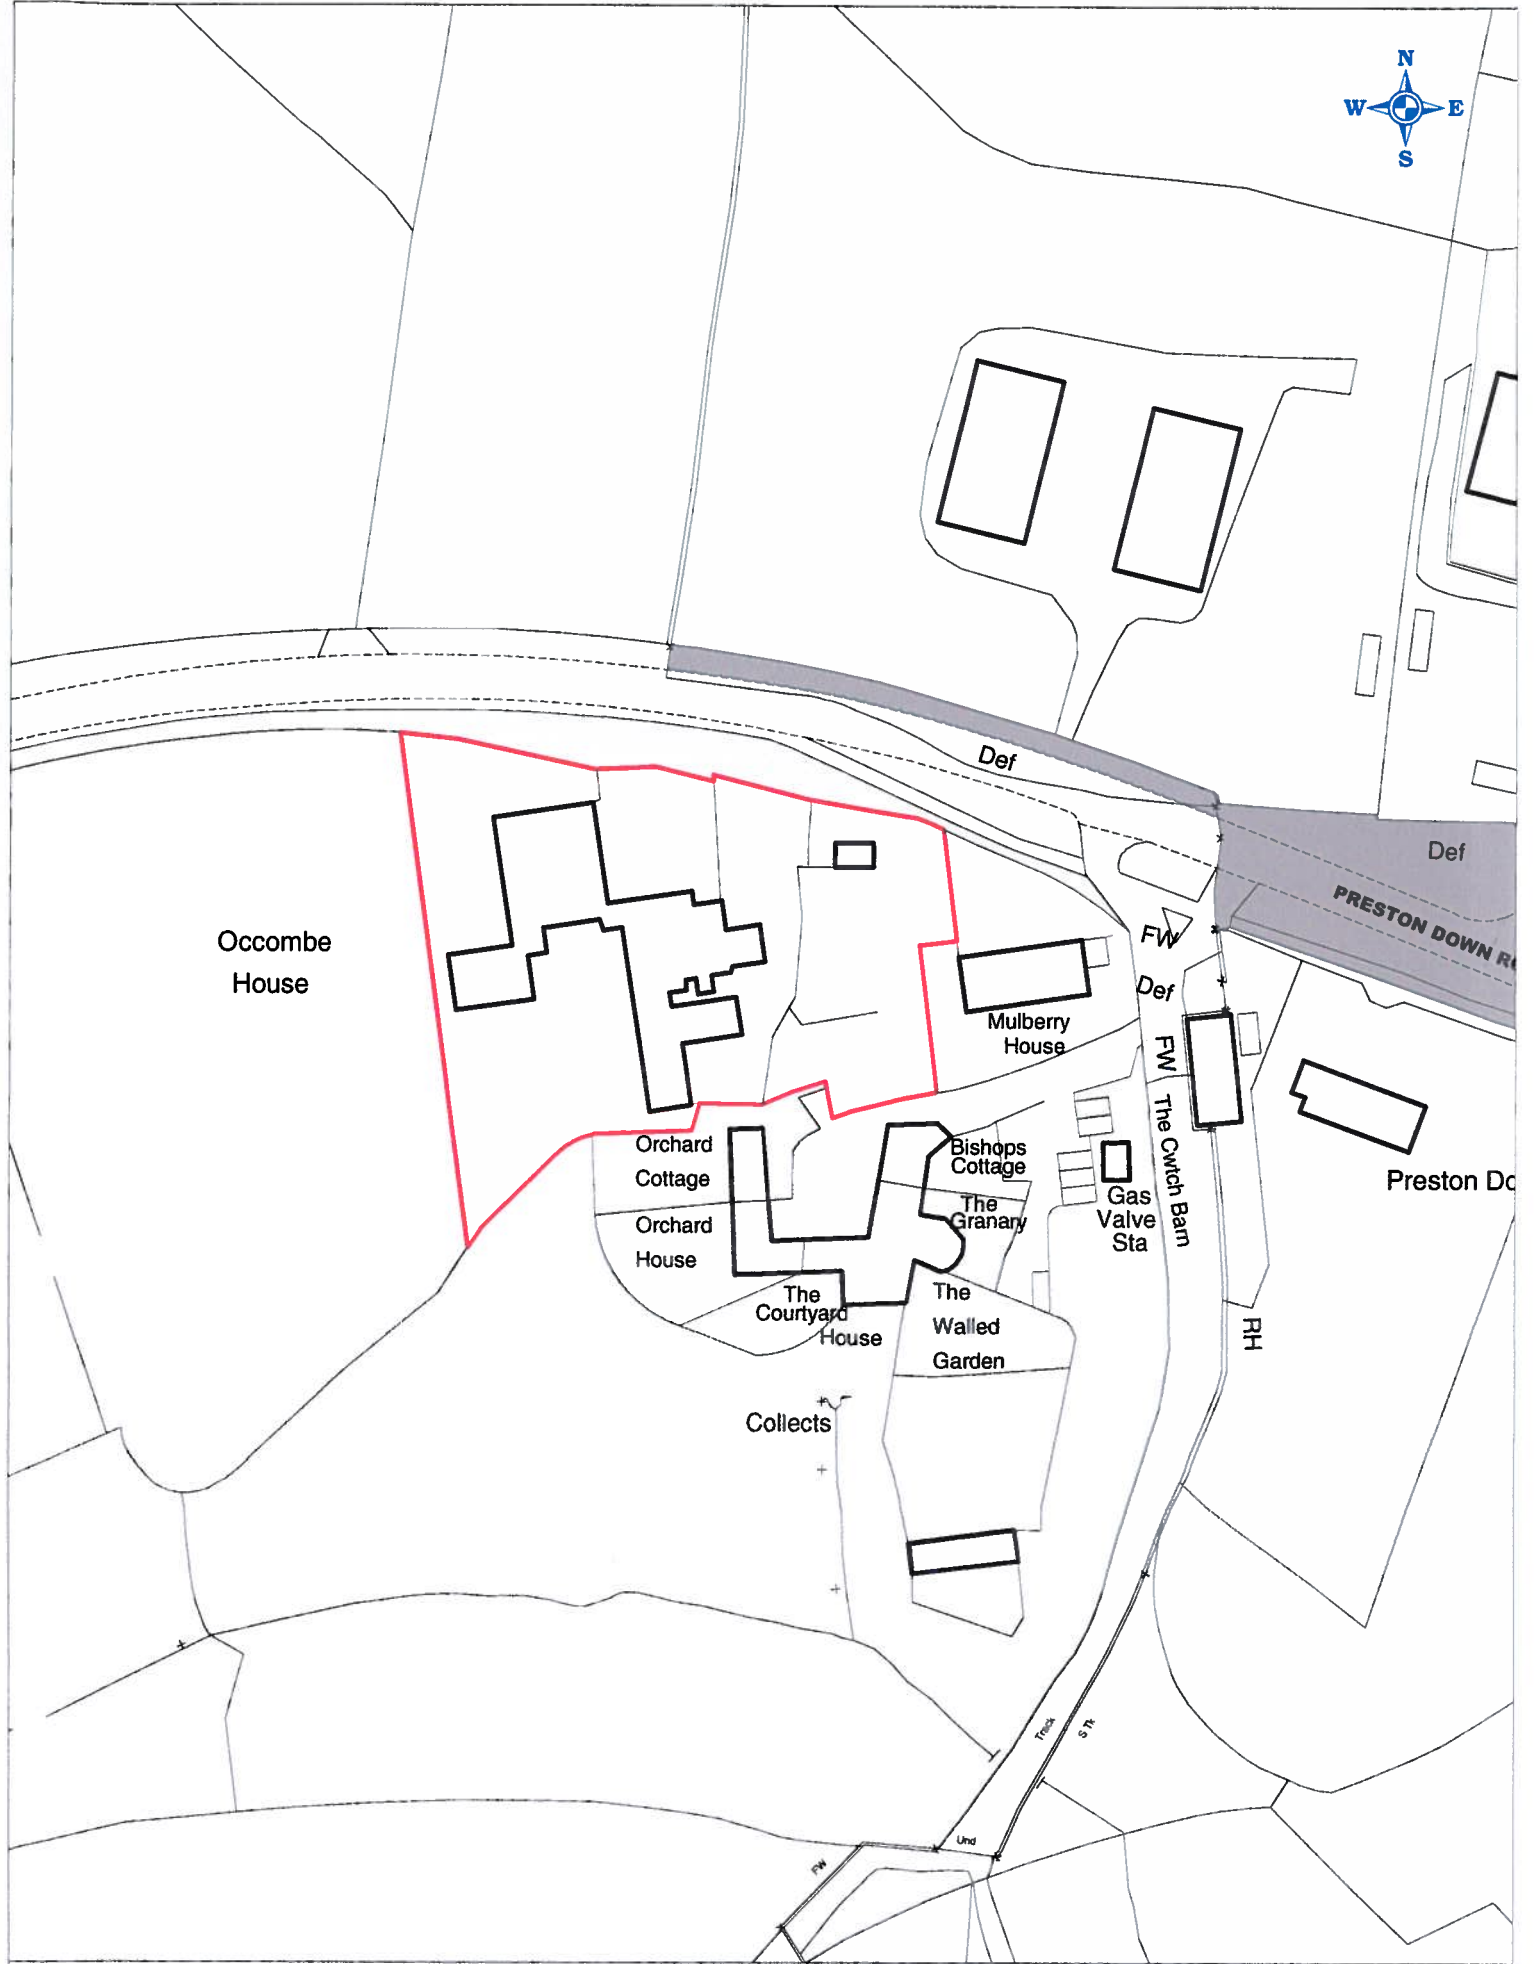 N
W E
S
Def
Def
PRESTON DOWN R
Occombe
House
FW
Def
Mulberry
House
FW
The Cwtch Barn
Orchard
Cottage
Bishops
Cottage
Preston Do
Orchard
House
The
Granary
Gas
Valve
Sta
The
Courtyard
House
The
Walled
Garden
RH
Collects
Track
S Tk
Und
FW